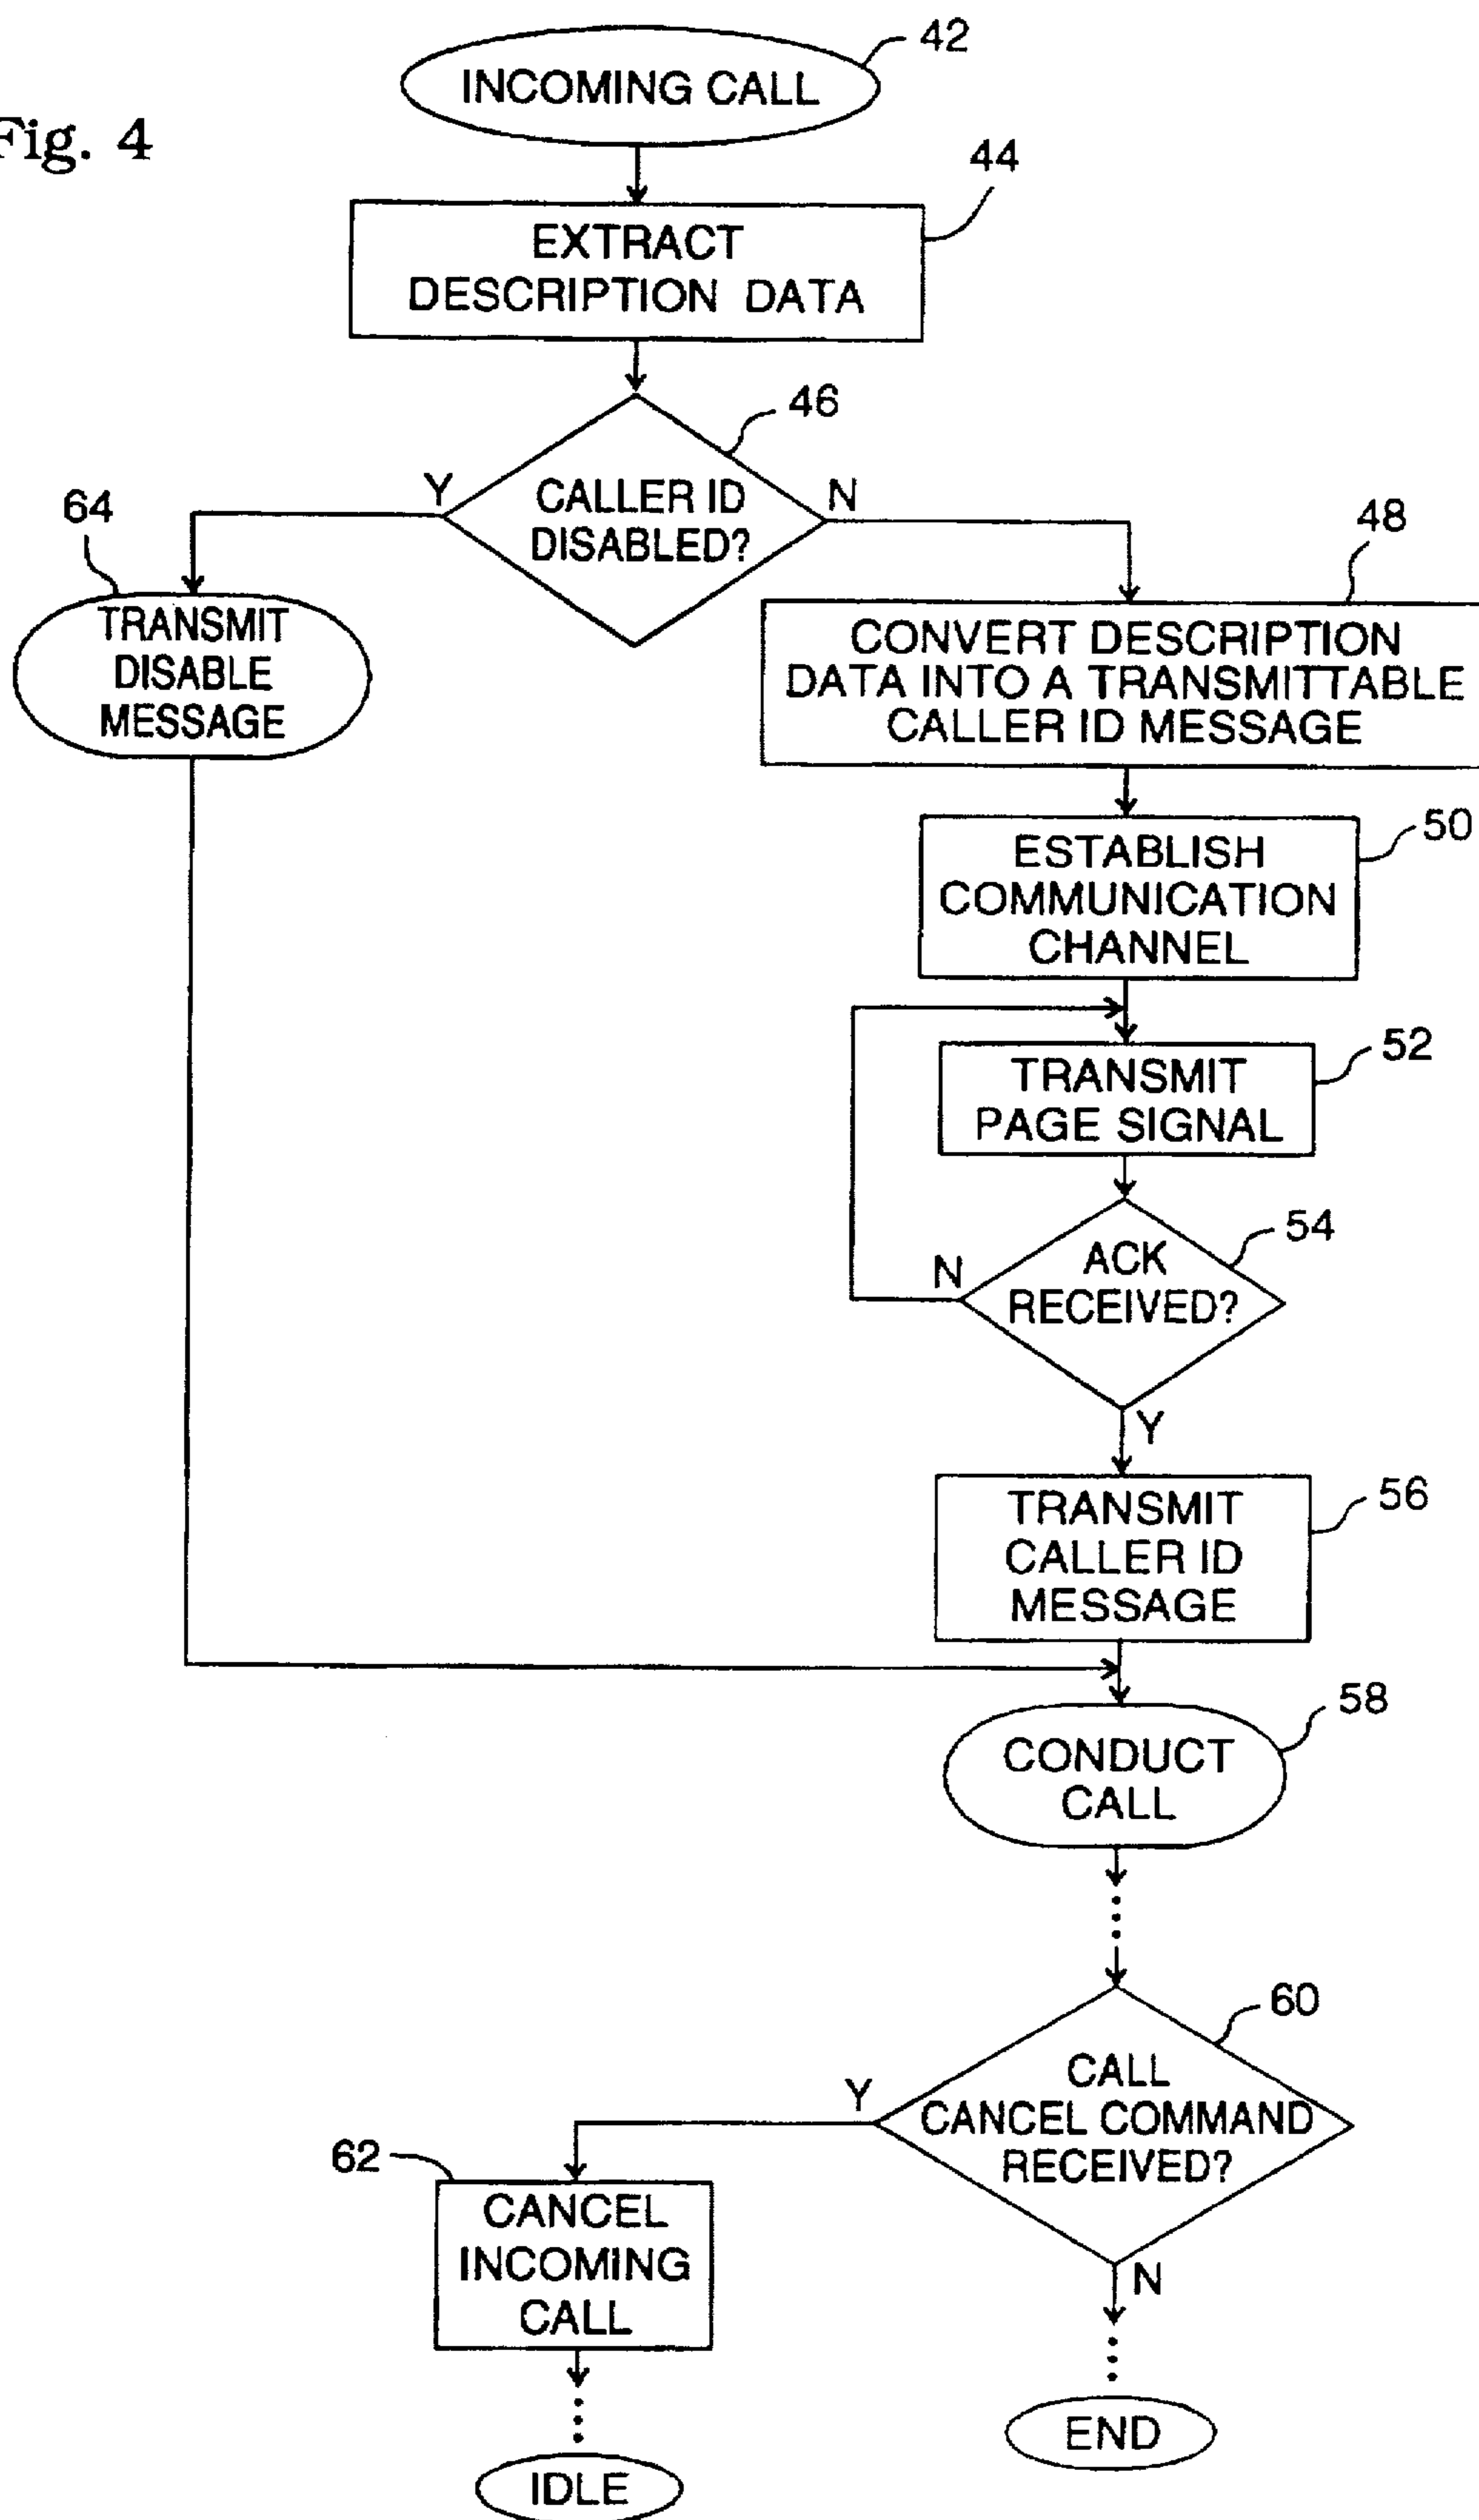 Fig. 4
INCOMING CALL
42
EXTRACT
DESCRIPTION DATA
44
CALLER ID
DISABLED?
46
Y
N
64
TRANSMIT
DISABLE
MESSAGE
48
CONVERT DESCRIPTION
DATA INTO A TRANSMITTABLE
CALLER ID MESSAGE
50
ESTABLISH
COMMUNICATION
CHANNEL
52
TRANSMIT
PAGE SIGNAL
54
ACK
RECEIVED?
N
Y
56
TRANSMIT
CALLER ID
MESSAGE
58
CONDUCT
CALL
60
CALL
CANCEL COMMAND
RECEIVED?
Y
N
62
CANCEL
INCOMING
CALL
END
IDLE